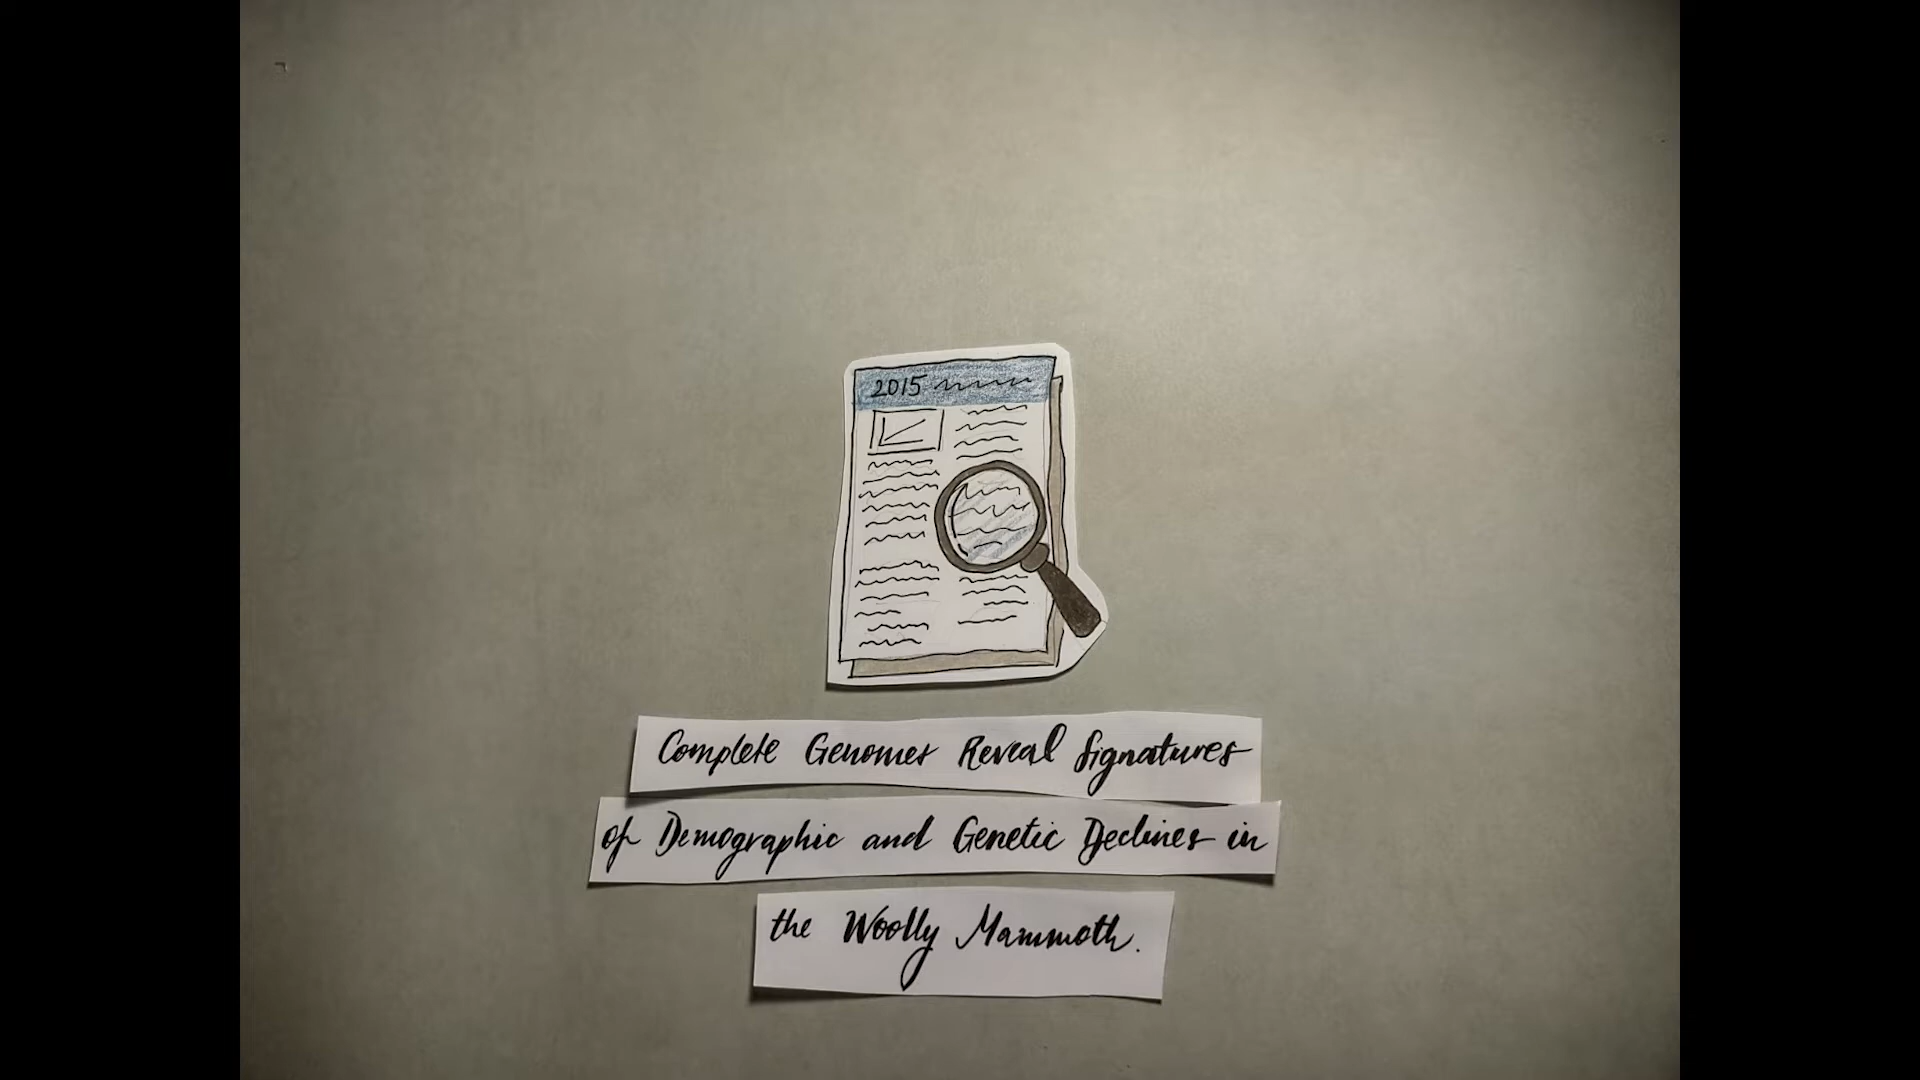 2015
Complete Genomes Reveal Signatures
of Demographic and Genetic Declines in
the Woolly Mammoth.